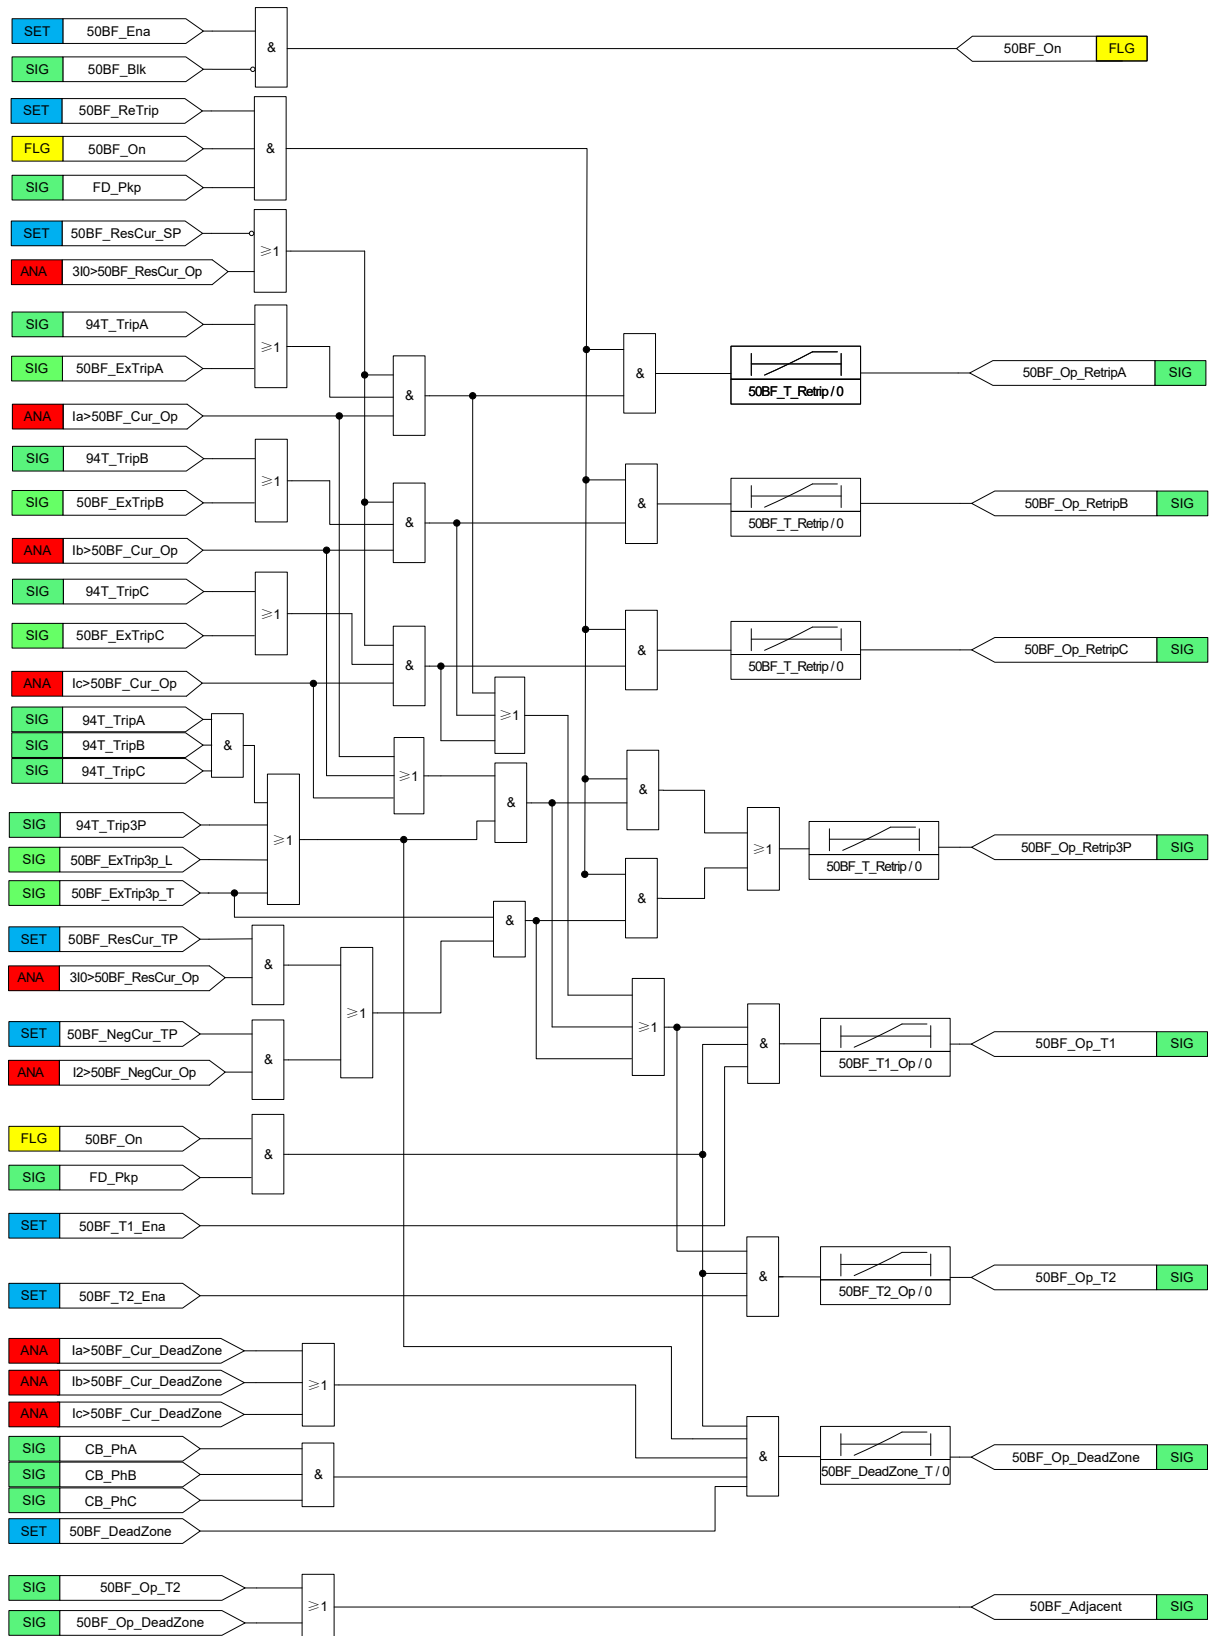 SET 50BF_Ena
& 50BF_On FLG
SIG 50BF_Blk
SET 50BF_ReTrip
FLG 50BF_On &
SIG FD_Pkp
SET 50BF_ResCur_SP
≥1
ANA 3I0>50BF_ResCur_Op
SIG 94T_TripA
≥1
SIG 50BF_ExTripA
& 50BF_T_Retrip / 0 50BF_Op_RetripA SIG
&
ANA Ia>50BF_Cur_Op
SIG 94T_TripB
≥1
SIG 50BF_ExTripB
& 50BF_T_Retrip / 0 50BF_Op_RetripB SIG
&
ANA Ib>50BF_Cur_Op
SIG 94T_TripC
≥1
SIG 50BF_ExTripC
& 50BF_T_Retrip / 0 50BF_Op_RetripC SIG
&
ANA Ic>50BF_Cur_Op
SIG 94T_TripA
≥1
SIG 94T_TripB &
SIG 94T_TripC
≥1
&
&
SIG 94T_Trip3P
≥1
SIG 50BF_ExTrip3p_L
≥1 50BF_T_Retrip / 0 50BF_Op_Retrip3P SIG
SIG 50BF_ExTrip3p_T
&
&
SET 50BF_ResCur_TP
&
ANA 3I0>50BF_ResCur_Op
≥1
≥1
SET 50BF_NegCur_TP
&
& 50BF_T1_Op / 0 50BF_Op_T1 SIG
ANA I2>50BF_NegCur_Op
FLG 50BF_On
&
SIG FD_Pkp
SET 50BF_T1_Ena
& 50BF_T2_Op / 0 50BF_Op_T2 SIG
SET 50BF_T2_Ena
ANA Ia>50BF_Cur_DeadZone
ANA Ib>50BF_Cur_DeadZone ≥1
ANA Ic>50BF_Cur_DeadZone
SIG CB_PhA
& 50BF_DeadZone_T / 0 50BF_Op_DeadZone SIG
SIG CB_PhB &
SIG CB_PhC
SET 50BF_DeadZone
SIG 50BF_Op_T2
≥1 50BF_Adjacent SIG
SIG 50BF_Op_DeadZone